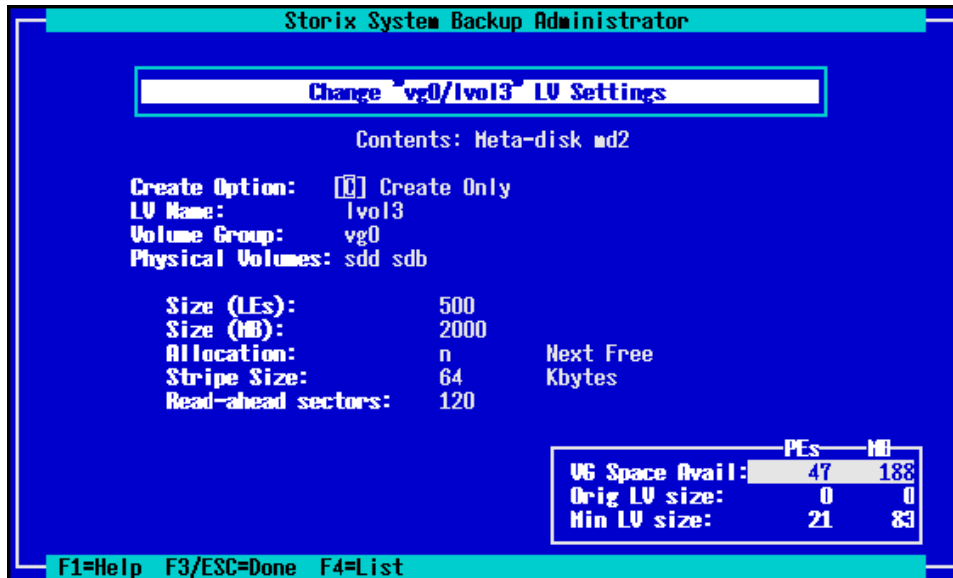 Storix System Backup Administrator
Change "vg0/lvol3" LV Settings
Contents: Meta-disk md2
Create Option: [C] Create Only
LV Name: lvol3
Volume Group: vg0
Physical Volumes: sdd sdb
Size (LEs): 500
Size (MB): 2000
Allocation: n Next Free
Stripe Size: 64 Kbytes
Read-ahead sectors: 120
PEs MB
VG Space Avail: 47 188
Orig LV size: 0 0
Min LV size: 21 83
F1=Help F3/ESC=Done F4=List